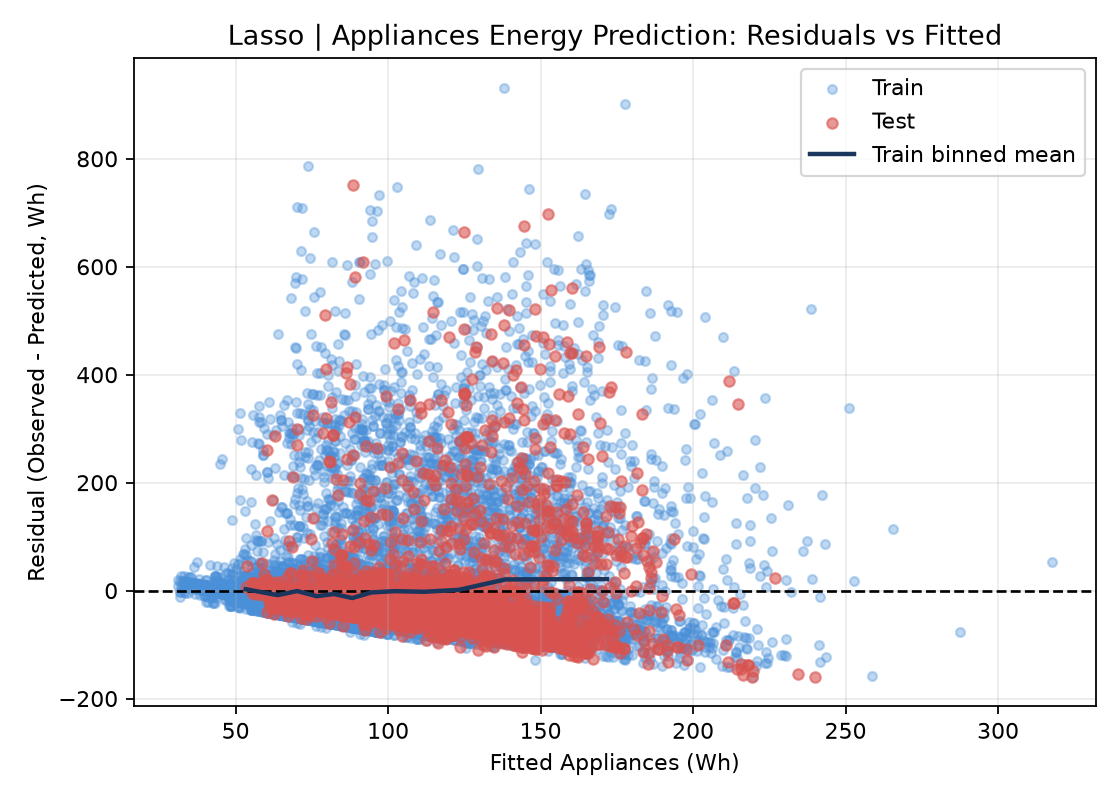 Lasso | Appliances Energy Prediction: Residuals vs Fitted
Train
Test
Train binned mean
Residual (Observed - Predicted, Wh)
800
600
400
200
0
−200
50
100
150
200
250
300
Fitted Appliances (Wh)